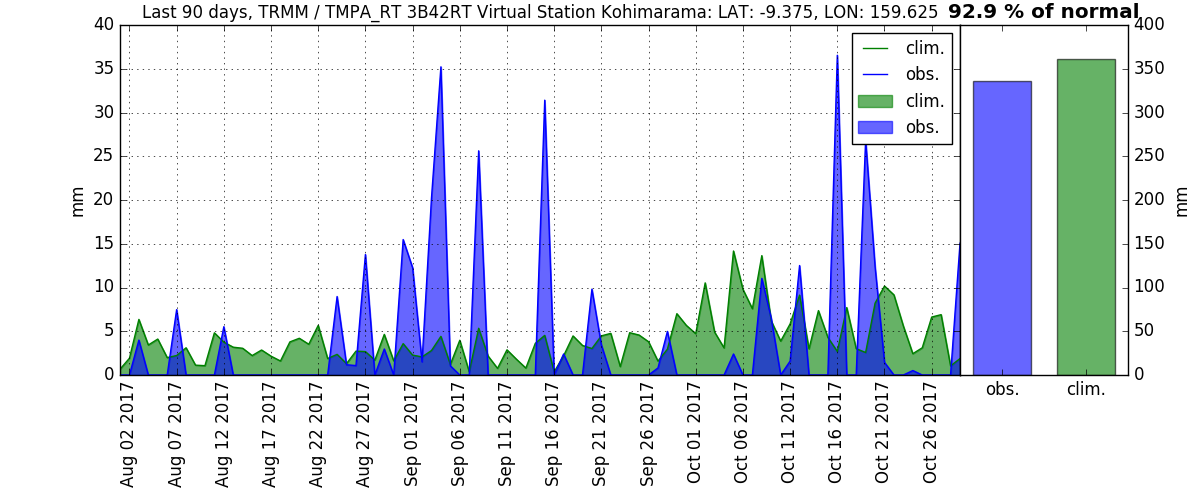 Last 90 days, TRMM / TMPA_RT 3B42RT Virtual Station Kohimarama: LAT: -9.375, LON: 159.625 92.9 % of normal
40
35
30
25
20
15
10
5
0
mm
clim.
obs.
clim.
obs.
400
350
300
250
200
150
100
50
0
mm
Aug 02 2017
Aug 07 2017
Aug 12 2017
Aug 17 2017
Aug 22 2017
Aug 27 2017
Sep 01 2017
Sep 06 2017
Sep 11 2017
Sep 16 2017
Sep 21 2017
Sep 26 2017
Oct 01 2017
Oct 06 2017
Oct 11 2017
Oct 16 2017
Oct 21 2017
Oct 26 2017
obs.
clim.